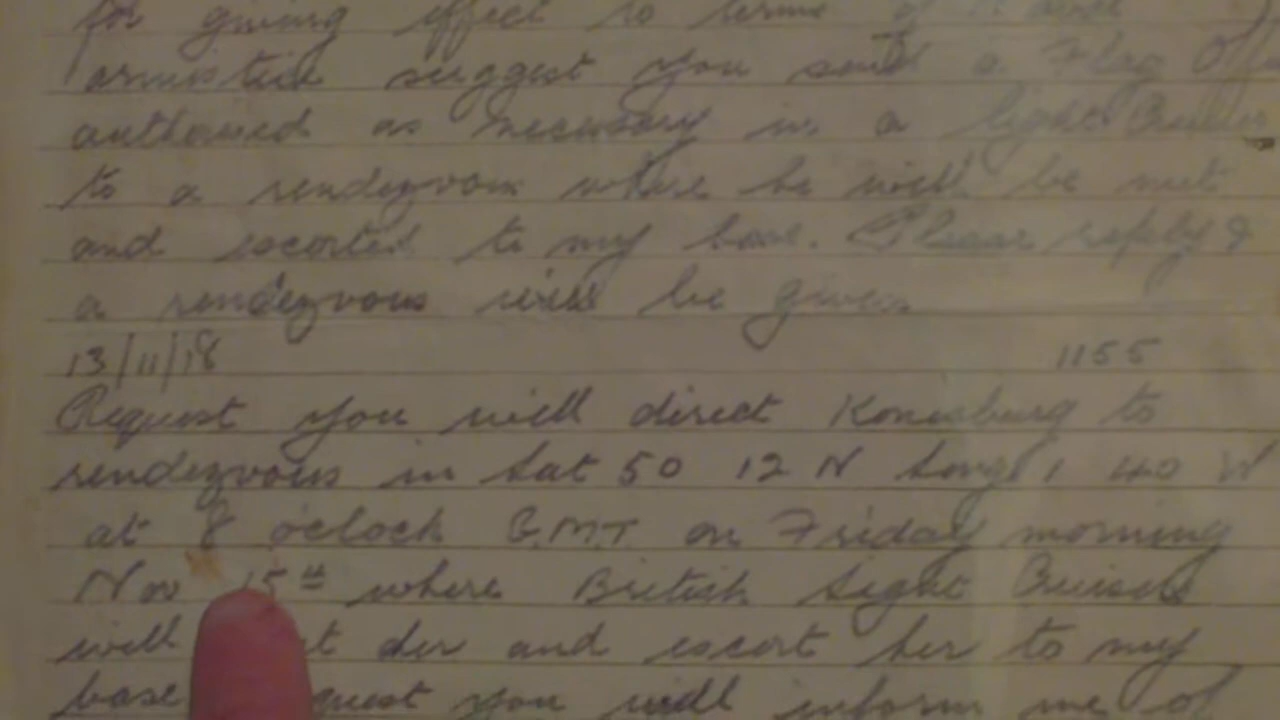 for giving effect to terms of
armistice suggest you send a Flag
authorised as necessary in a light Cruiser
to a rendezvous where he will be met
and escorted to my base. Please reply &
a rendezvous will be given
13/11/18 1155
Request you will direct Konisburg to
rendezvous in Lat 50 12 N Long 1 40 W
at 8 o'clock G.M.T. on Friday morning
Nov 15th where British Light Cruisers
will her and escort her to my
base you will inform me of